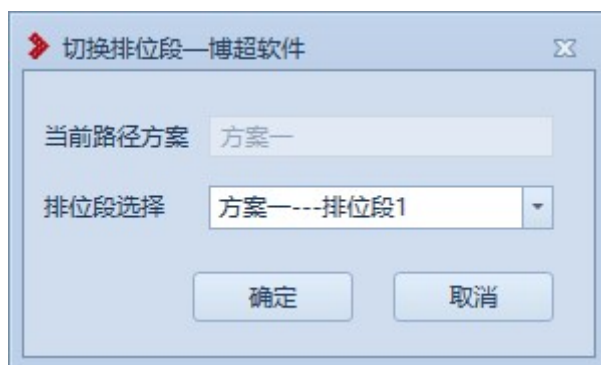 切换排位段—博超软件
当前路径方案 方案一
排位段选择 方案一---排位段1
确定 取消